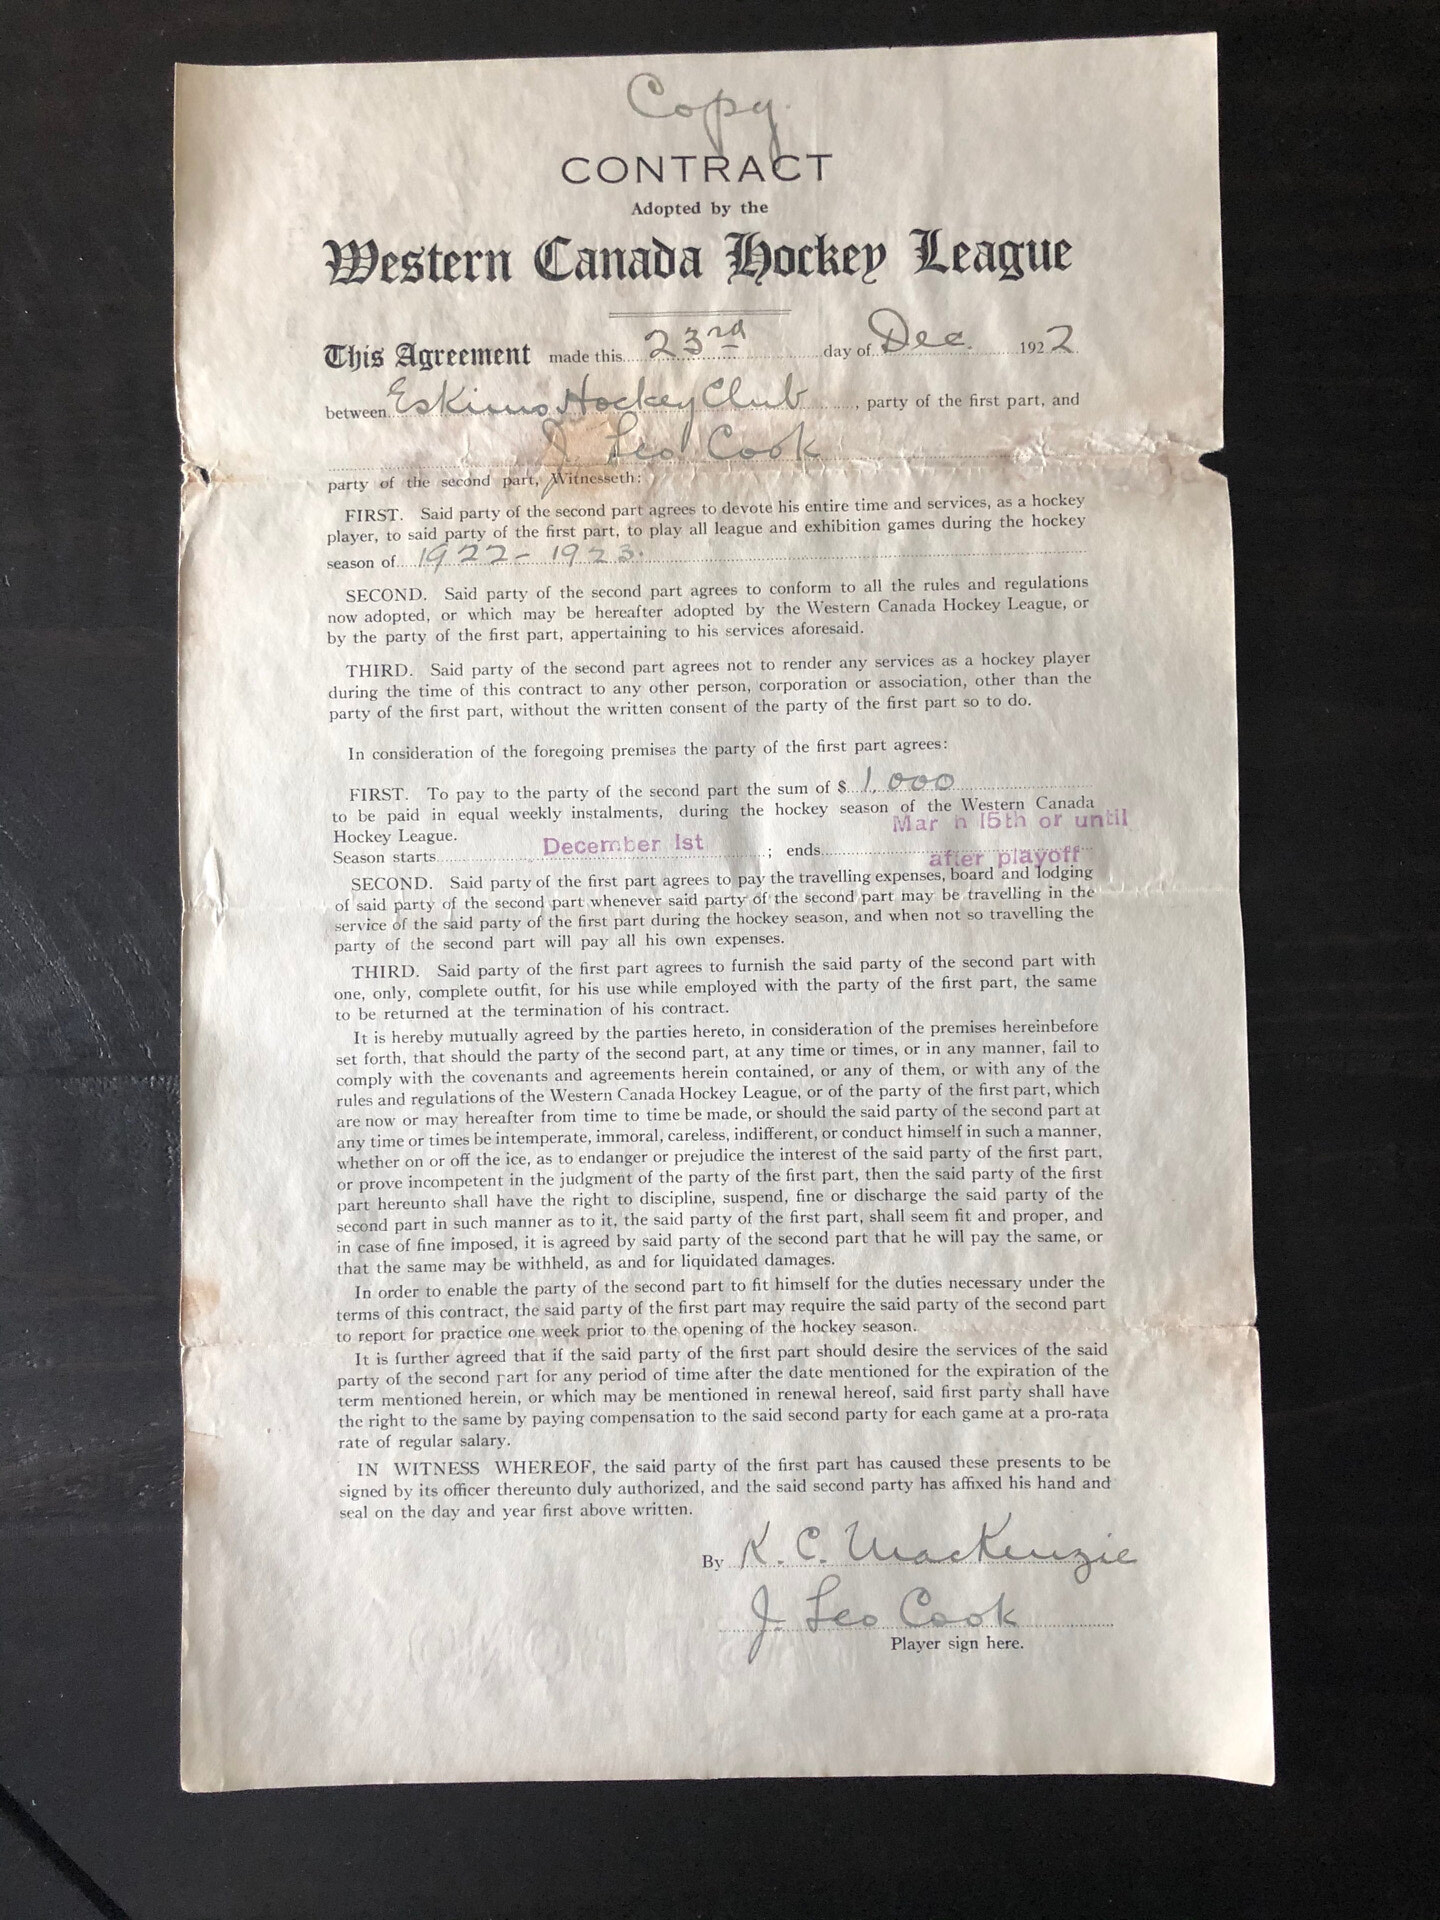 Copy.
CONTRACT
Adopted by the
Western Canada Hockey League
This Agreement made this 23rd day of Dec. 1922
between Eskimo Hockey Club, party of the first part, and
J. Leo Cook
party of the second part, Witnesseth:
FIRST. Said party of the second part agrees to devote his entire time and services, as a hockey
player, to said party of the first part, to play all league and exhibition games during the hockey
season of 1922-1923.
SECOND. Said party of the second part agrees to conform to all the rules and regulations
now adopted, or which may be hereafter adopted by the Western Canada Hockey League, or
by the party of the first part, appertaining to his services aforesaid.
THIRD. Said party of the second part agrees not to render any services as a hockey player
during the time of this contract to any other person, corporation or association, other than the
party of the first part, without the written consent of the party of the first part so to do.
In consideration of the foregoing premises the party of the first part agrees:
FIRST. To pay to the party of the second part the sum of $ 1,000
to be paid in equal weekly instalments, during the hockey season of the Western Canada
Hockey League. Mar h 15th or until
Season starts December 1st ; ends after playoff
SECOND. Said party of the first part agrees to pay the travelling expenses, board and lodging
of said party of the second part whenever said party of the second part may be travelling in the
service of the said party of the first part during the hockey season, and when not so travelling the
party of the second part will pay all his own expenses.
THIRD. Said party of the first part agrees to furnish the said party of the second part with
one, only, complete outfit, for his use while employed with the party of the first part, the same
to be returned at the termination of his contract.
It is hereby mutually agreed by the parties hereto, in consideration of the premises hereinbefore
set forth, that should the party of the second part, at any time or times, or in any manner, fail to
comply with the covenants and agreements herein contained, or any of them, or with any of the
rules and regulations of the Western Canada Hockey League, or of the party of the first part, which
are now or may hereafter from time to time be made, or should the said party of the second part at
any time or times be intemperate, immoral, careless, indifferent, or conduct himself in such a manner,
whether on or off the ice, as to endanger or prejudice the interest of the said party of the first part,
or prove incompetent in the judgment of the party of the first part, then the said party of the first
part hereunto shall have the right to discipline, suspend, fine or discharge the said party of the
second part in such manner as to it, the said party of the first part, shall seem fit and proper, and
in case of fine imposed, it is agreed by said party of the second part that he will pay the same, or
that the same may be withheld, as and for liquidated damages.
In order to enable the party of the second part to fit himself for the duties necessary under the
terms of this contract, the said party of the first part may require the said party of the second part
to report for practice one week prior to the opening of the hockey season.
It is further agreed that if the said party of the first part should desire the services of the said
party of the second part for any period of time after the date mentioned for the expiration of the
term mentioned herein, or which may be mentioned in renewal hereof, said first party shall have
the right to the same by paying compensation to the said second party for each game at a pro-rata
rate of regular salary.
IN WITNESS WHEREOF, the said party of the first part has caused these presents to be
signed by its officer thereunto duly authorized, and the said second party has affixed his hand and
seal on the day and year first above written.
By K. C. MacKenzie
J. Leo Cook
Player sign here.